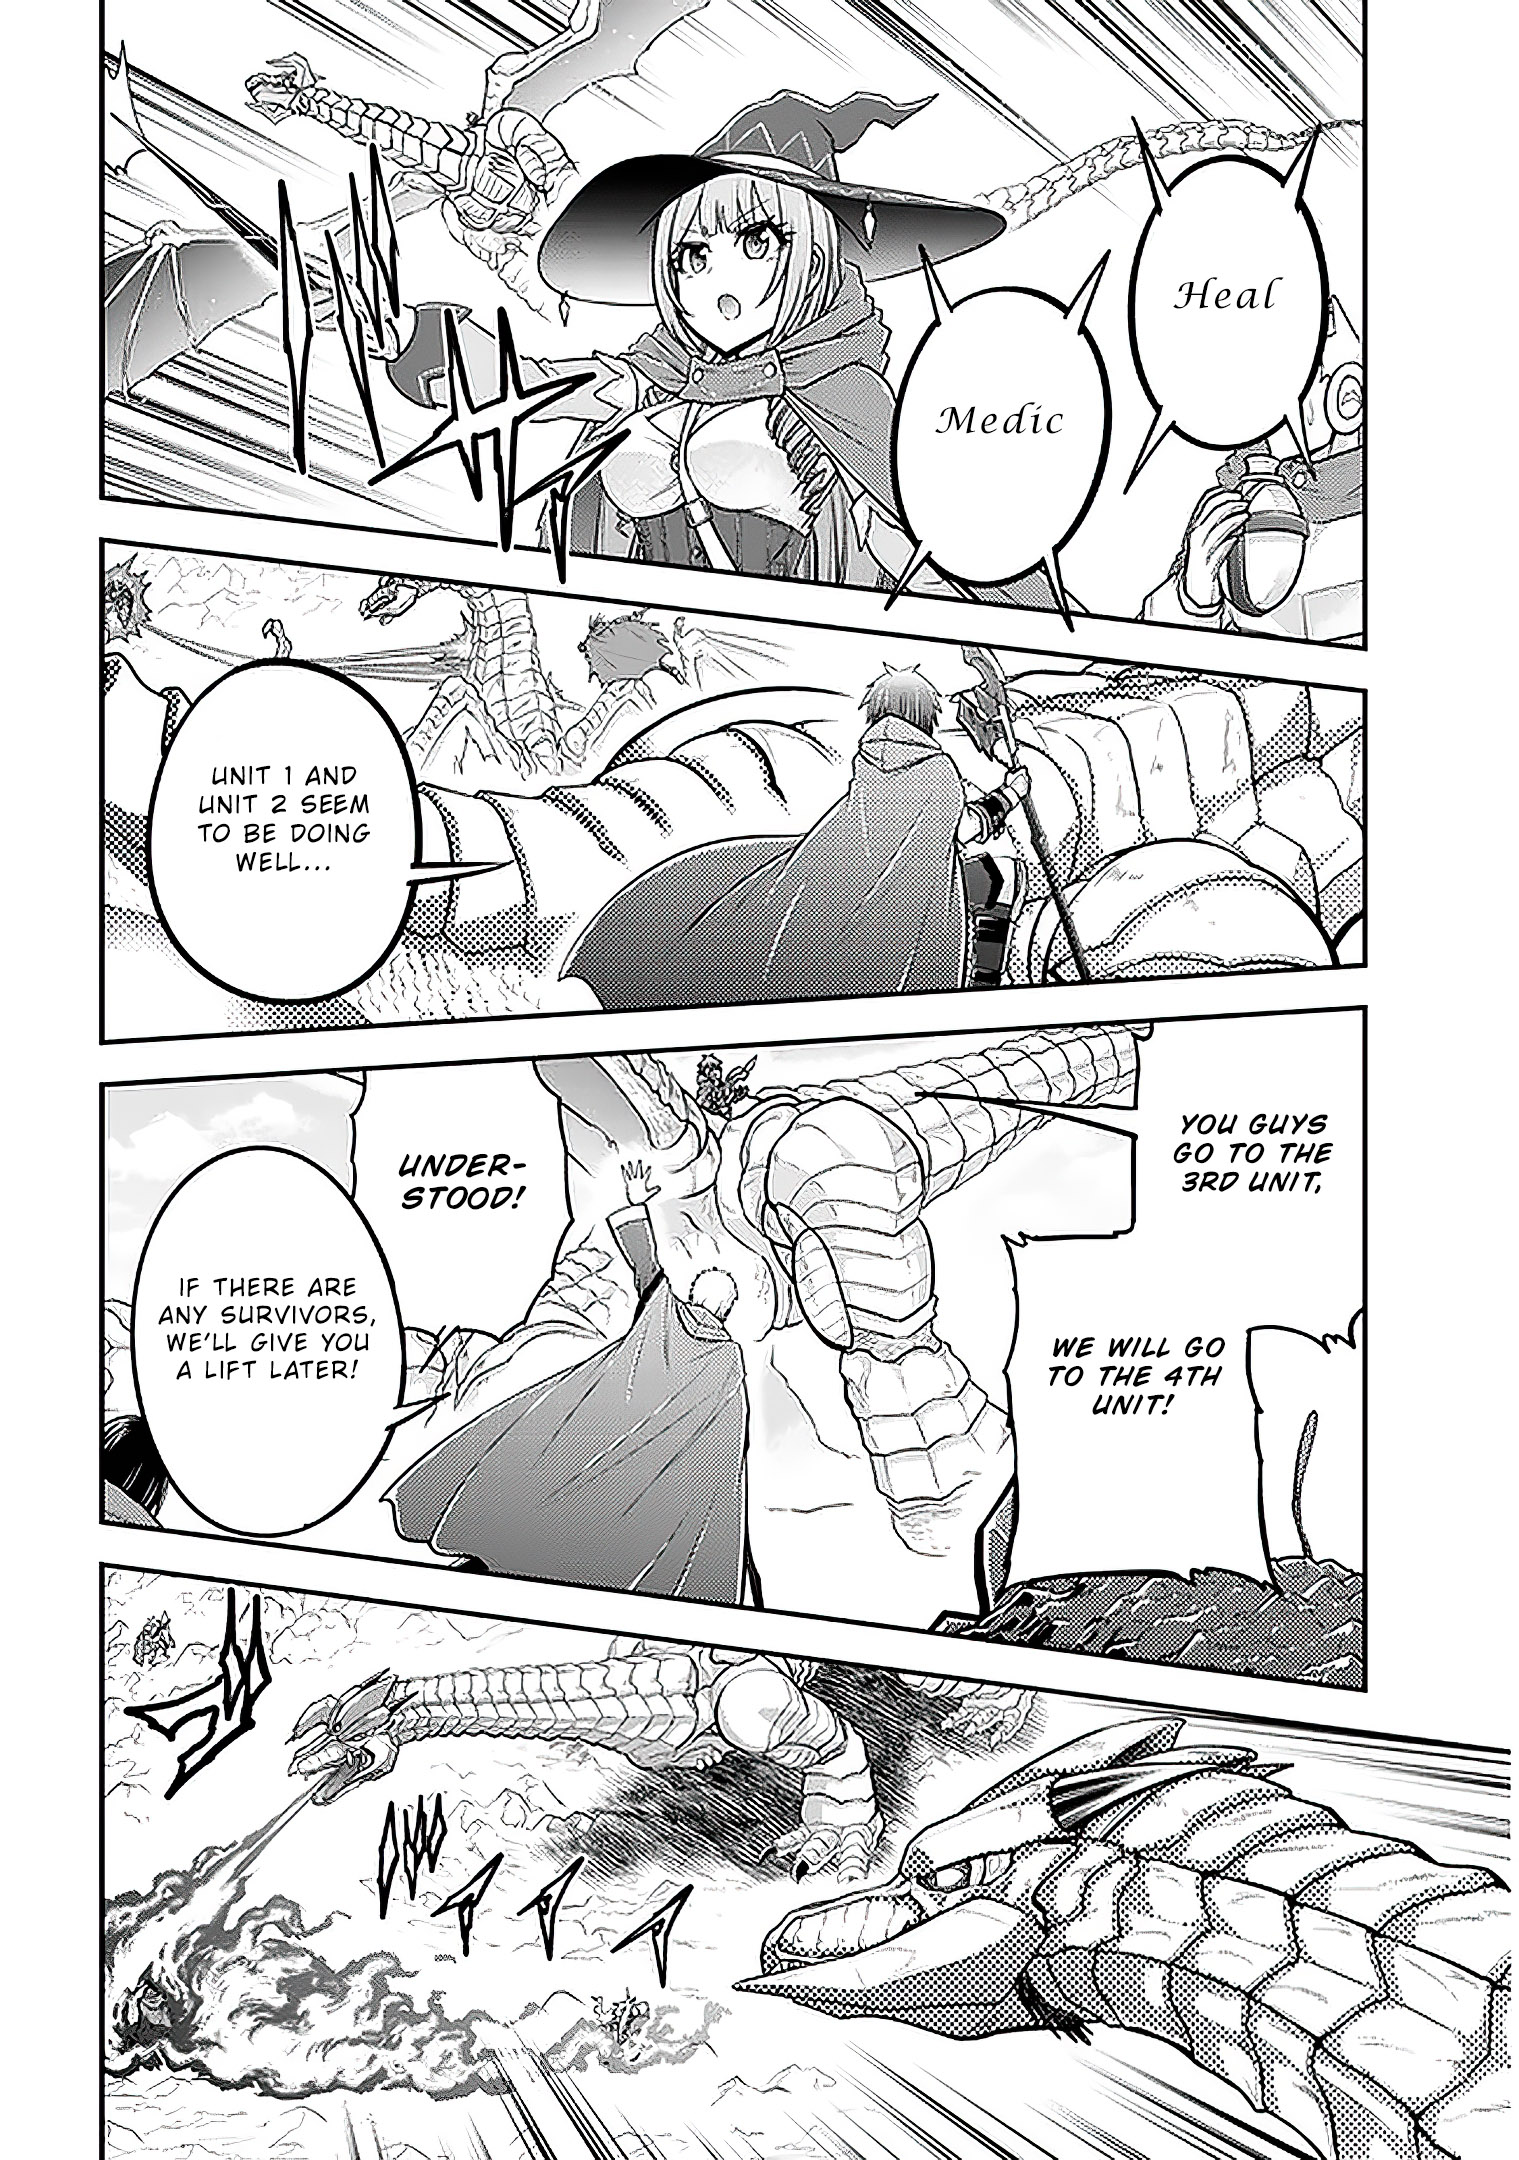 Heal
Medic
UNIT 1 AND
UNIT 2 SEEM
TO BE DOING
WELL...
YOU GUYS
GO TO THE
3RD UNIT,
WE WILL GO
TO THE 4TH
UNIT!
UNDER-
STOOD!
IF THERE ARE
ANY SURVIVORS,
WE'LL GIVE YOU
A LIFT LATER!